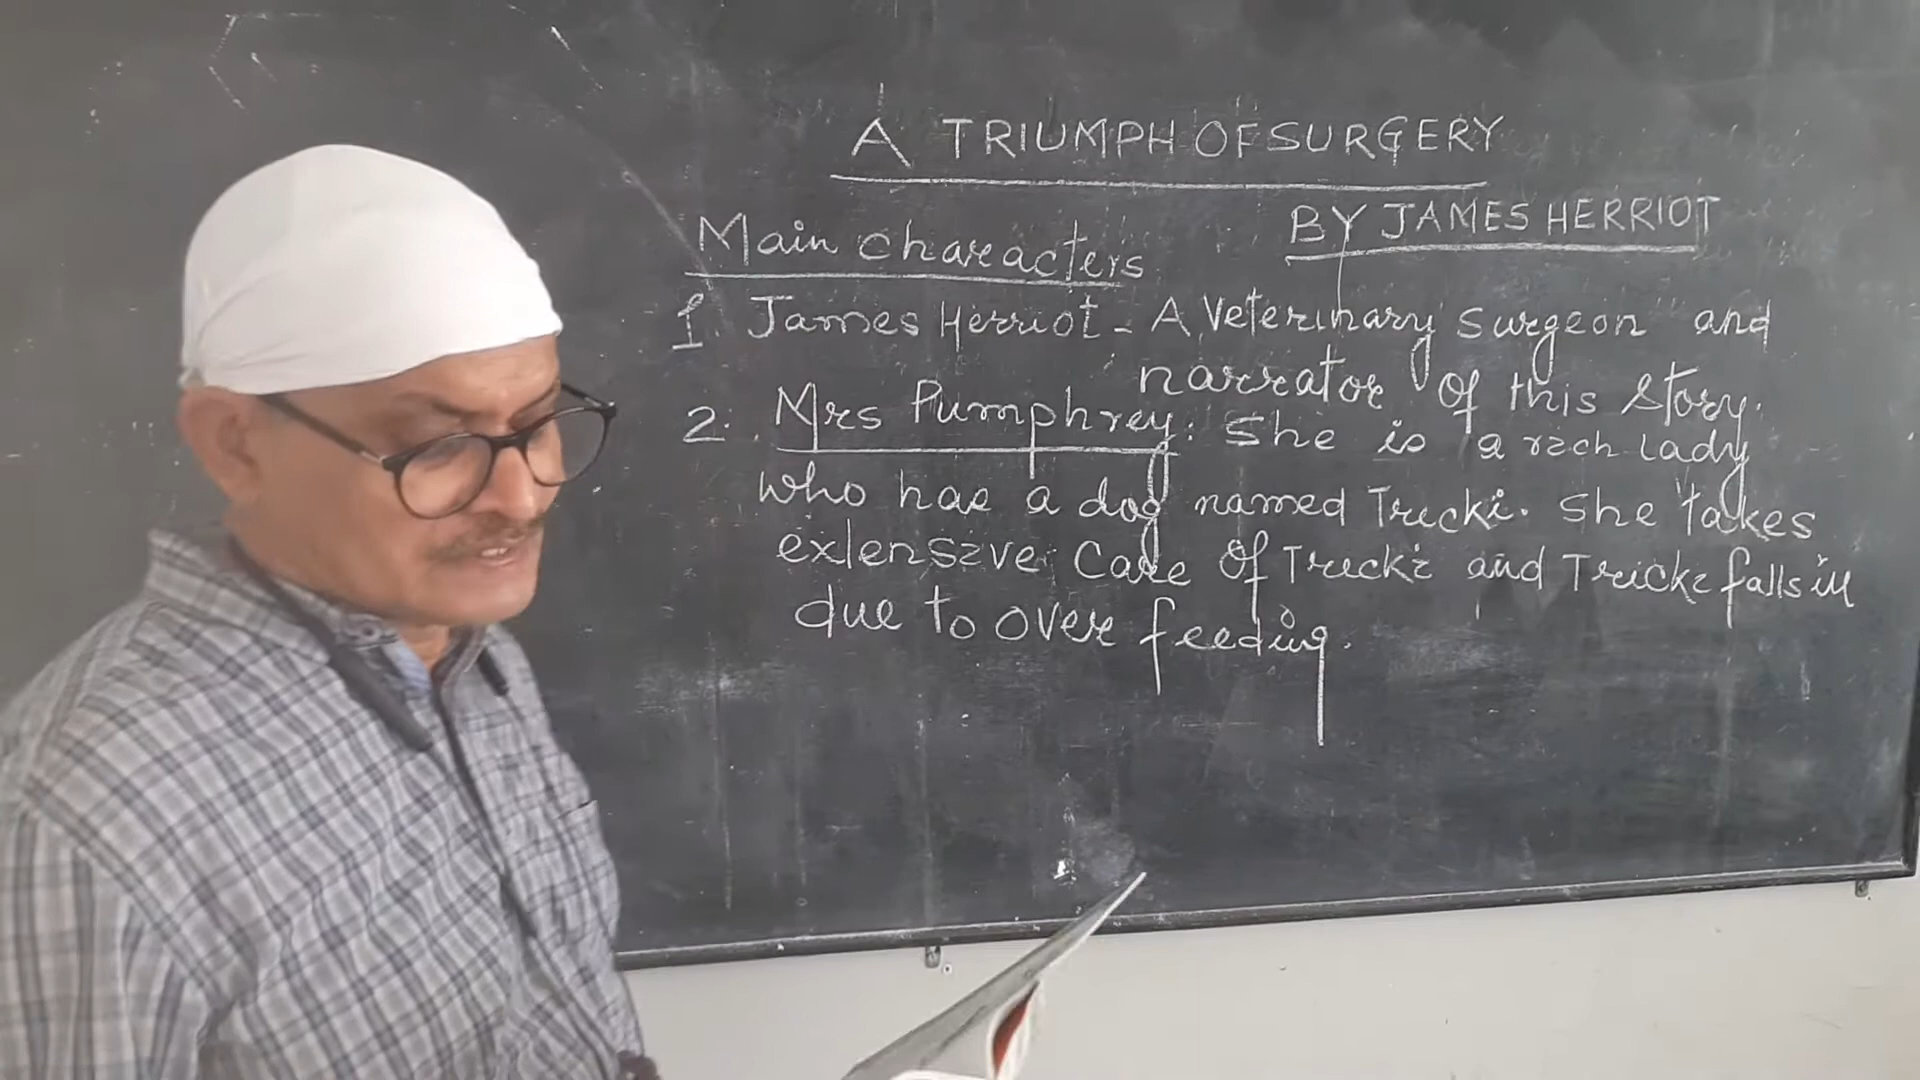 A TRIUMPH OF SURGERY
BY JAMES HERRIOT
Main characters
1. James Herriot - A Veterinary surgeon and
narrator of this story.
2. Mrs Pumphrey: She is a rich lady
who has a dog named Tricki. She takes
extensive care of Tricki and Tricki falls ill
due to over feeding.